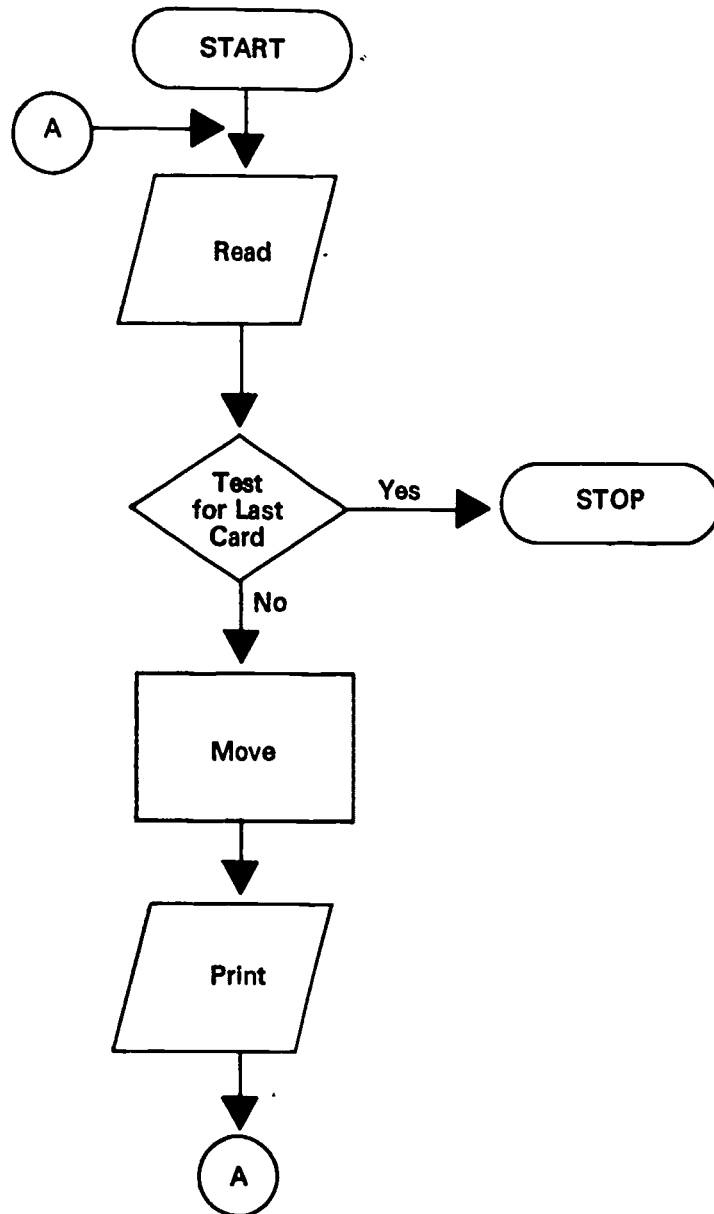 START
A
Read
Test
for Last
Card
Yes
STOP
No
Move
Print
A